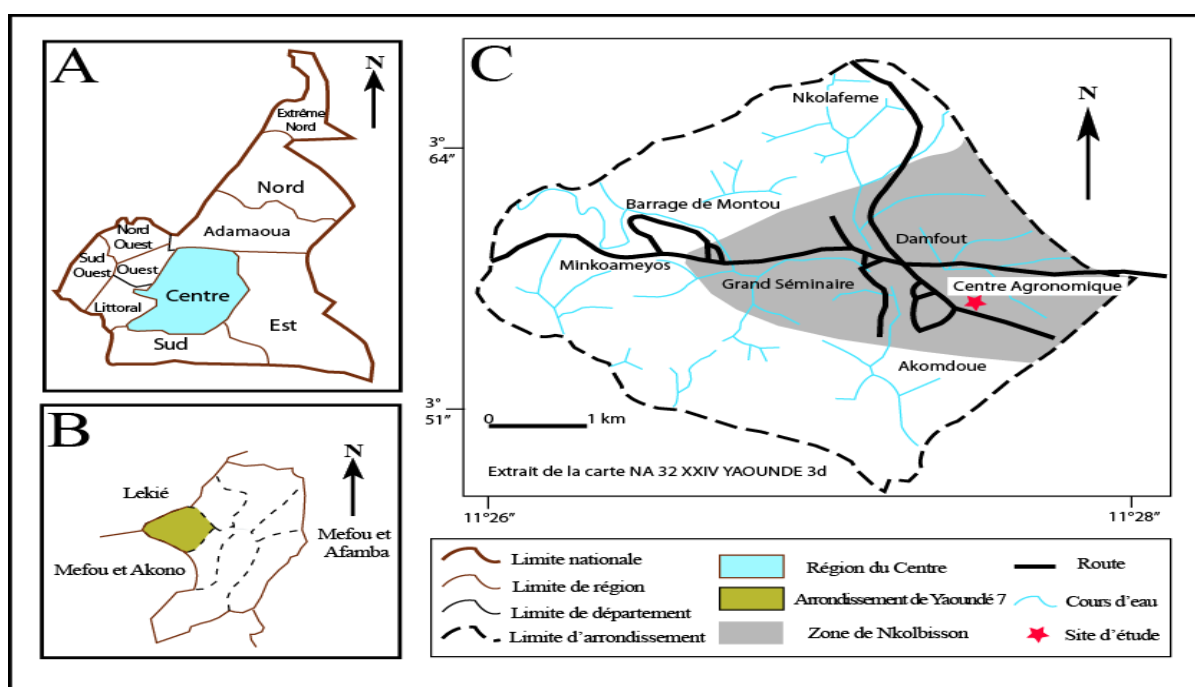 A
N
Extrême
Nord
Nord
Adamaoua
Nord
Ouest
Sud
Ouest
Ouest
Littoral
Centre
Est
Sud
B
N
Lekié
Mefou et
Afamba
Mefou et Akono
C
N
Nkolafeme
3°
64’’
Barrage de Montou
Damfout
Minkoameyos
Grand Séminaire
Centre Agronomique
Akomdoue
3°
51’’
0 1 km
Extrait de la carte NA 32 XXIV YAOUNDE 3d
11°26’’ 11°28’’
Limite nationale
Limite de région
Limite de département
Limite d’arrondissement
Région du Centre
Arrondissement de Yaoundé 7
Zone de Nkolbisson
Route
Cours d’eau
Site d’étude